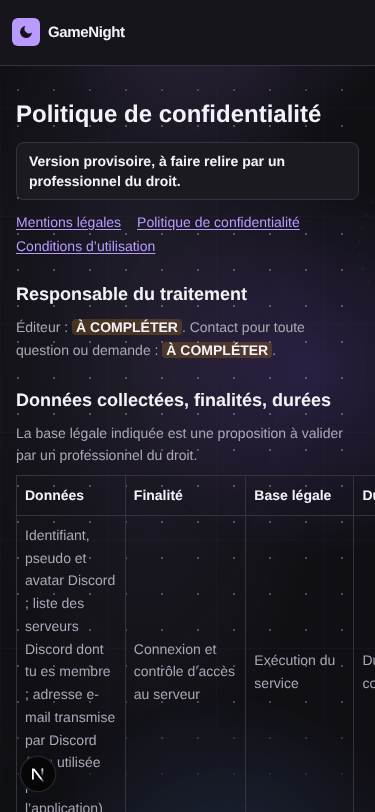 GameNight
Politique de confidentialité
Version provisoire, à faire relire par un
professionnel du droit.
Mentions légales Politique de confidentialité
Conditions d’utilisation
Responsable du traitement
Éditeur : À COMPLÉTER. Contact pour toute
question ou demande : À COMPLÉTER.
Données collectées, finalités, durées
La base légale indiquée est une proposition à valider
par un professionnel du droit.
Données Finalité Base légale
Identifiant,
pseudo et
avatar Discord
; liste des
serveurs
Discord dont
tu es membre
; adresse e-
mail transmise
par Discord
utilisée
l’application)
Connexion et
contrôle d’accès
au serveur
Exécution du
service
N